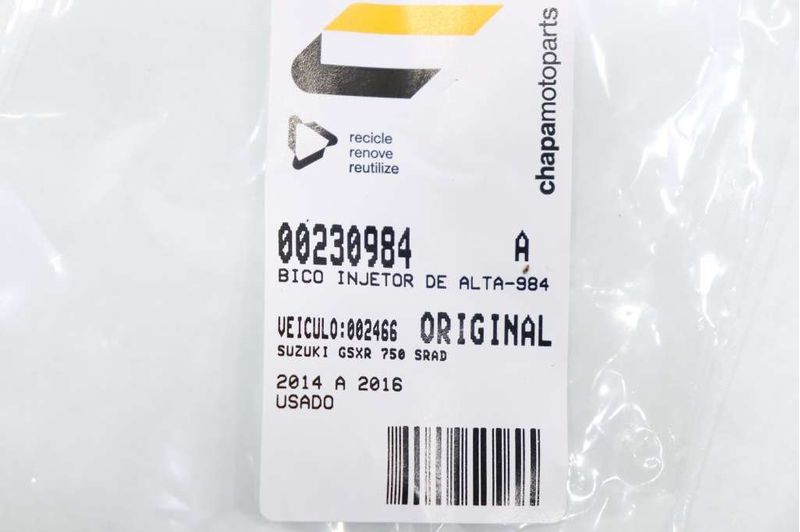 chapamotoparts
recicle
renove
reutilize
00230984 A
BICO INJETOR DE ALTA-984
VEICULO:002466 ORIGINAL
SUZUKI GSXR 750 SRAD
2014 A 2016
USADO